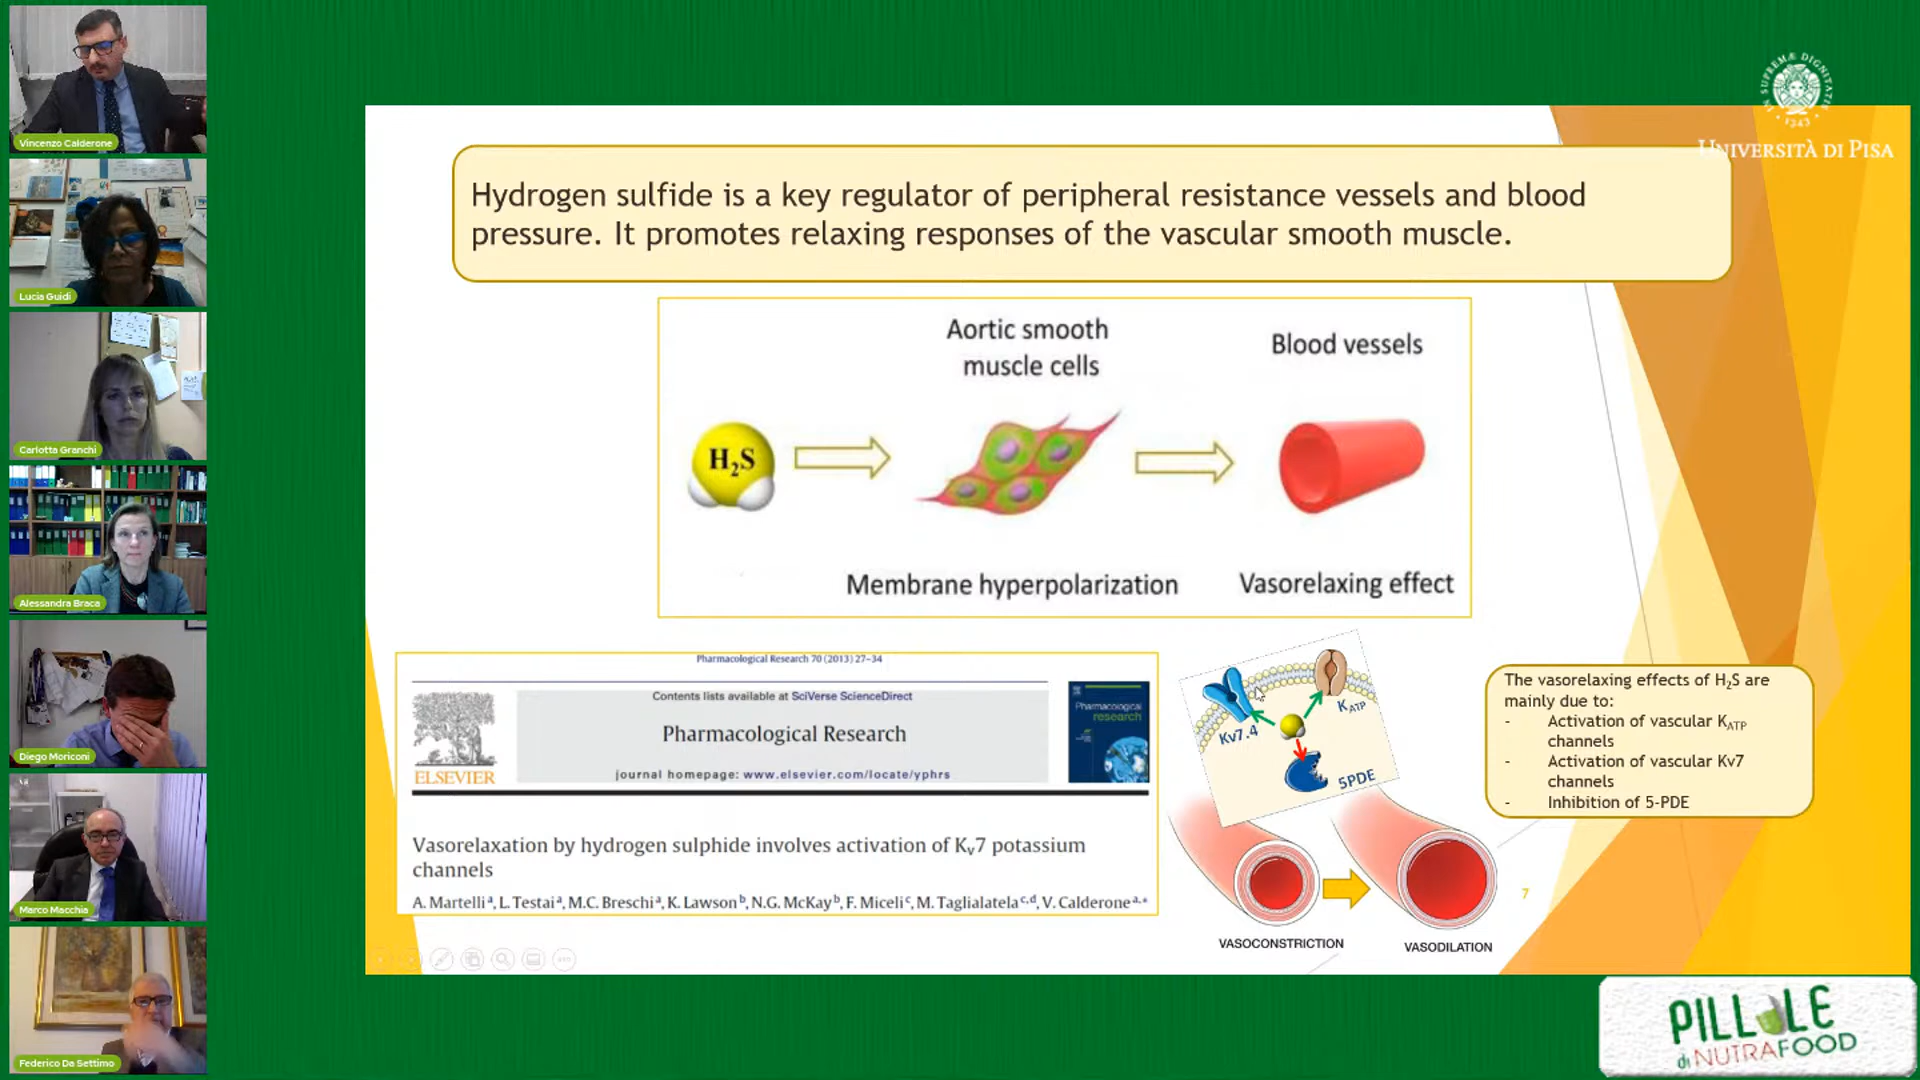 Vincenzo Calderone
Lucia Guidi
Carlotta Granchi
Alessandra Braca
Diego Moriconi
Marco Macchia
Federico Da Settimo
IN SUPREMÆ DIGNITATIS
1343
UNIVERSITÀ DI PISA
Hydrogen sulfide is a key regulator of peripheral resistance vessels and blood
pressure. It promotes relaxing responses of the vascular smooth muscle.
Aortic smooth
muscle cells
Blood vessels
H₂S
Membrane hyperpolarization
Vasorelaxing effect
Pharmacological Research 70 (2013) 27–34
Contents lists available at SciVerse ScienceDirect
Pharmacological Research
journal homepage: www.elsevier.com/locate/yphrs
ELSEVIER
Pharmacological
research
Vasorelaxation by hydrogen sulphide involves activation of Kv7 potassium
channels
A. Martelli a, L. Testai a, M.C. Breschi a, K. Lawson b, N.G. McKay b, F. Miceli c, M. Taglialatela c,d, V. Calderone a,*
Kv7.4
KATP
5PDE
VASOCONSTRICTION
VASODILATION
The vasorelaxing effects of H₂S are
mainly due to:
- Activation of vascular KATP
channels
- Activation of vascular Kv7
channels
- Inhibition of 5-PDE
7
PILLOLE
di NUTRAFOOD